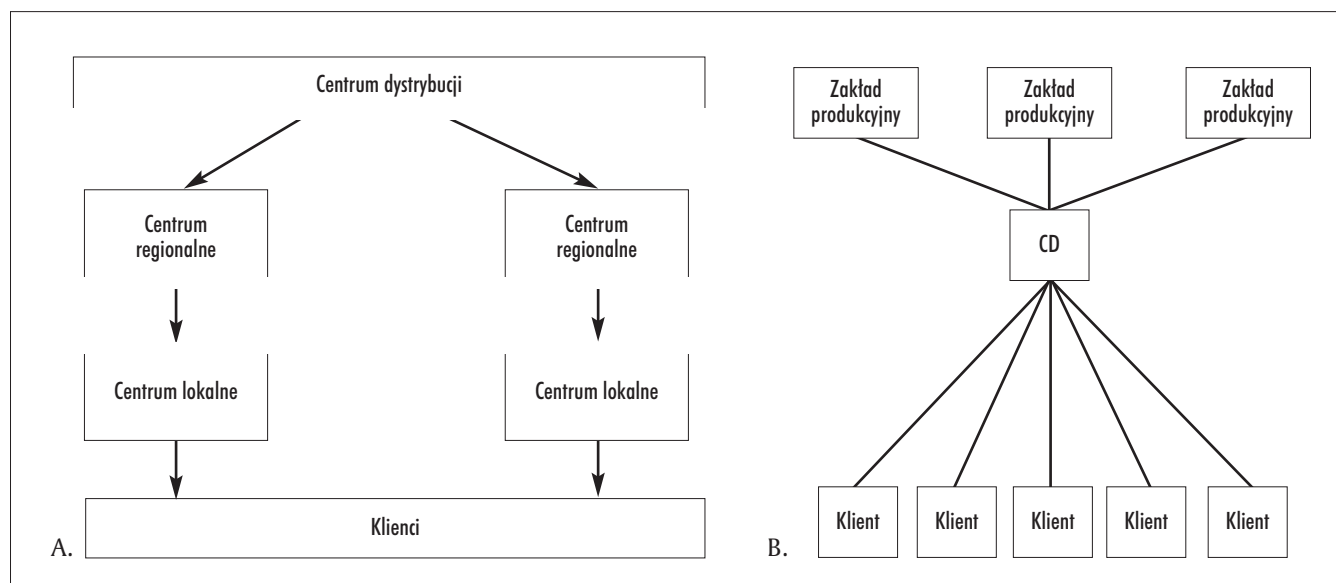 Centrum dystrybucji
Centrum
regionalne
Centrum
regionalne
Centrum lokalne
Centrum lokalne
Klienci
A.
Zakład
produkcyjny
Zakład
produkcyjny
Zakład
produkcyjny
CD
Klient
Klient
Klient
Klient
Klient
B.